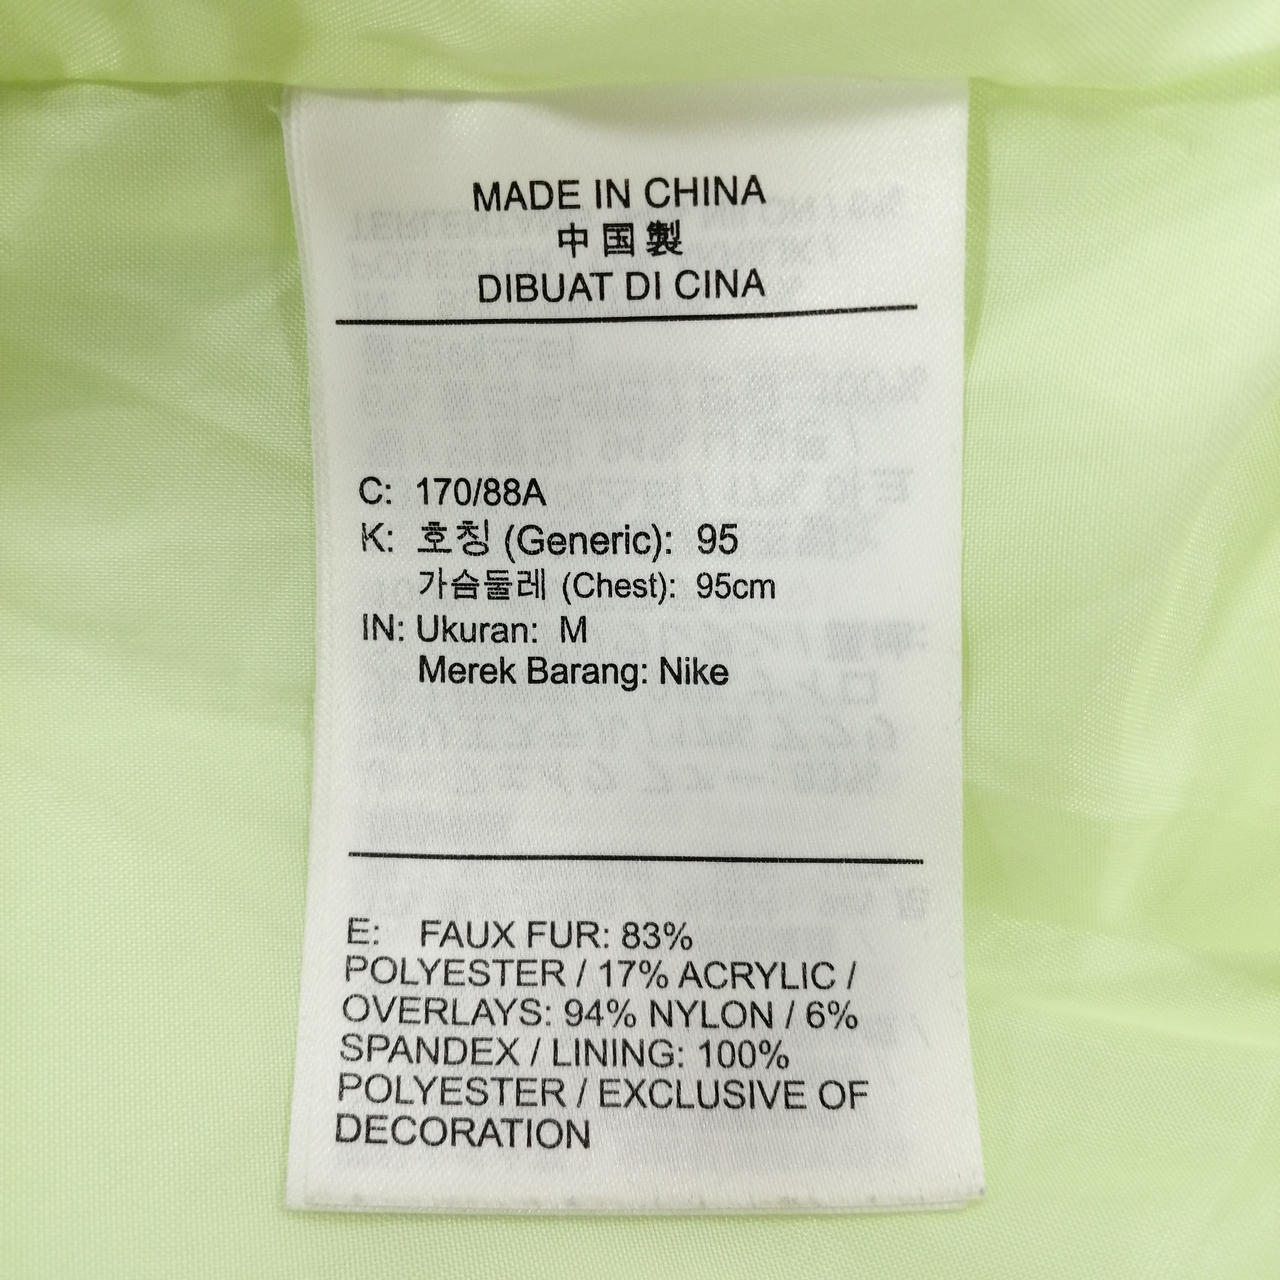 MADE IN CHINA
中国製
DIBUAT DI CINA
C: 170/88A
K: 호칭 (Generic): 95
가슴둘레 (Chest): 95cm
IN: Ukuran: M
Merek Barang: Nike
E: FAUX FUR: 83%
POLYESTER / 17% ACRYLIC /
OVERLAYS: 94% NYLON / 6%
SPANDEX / LINING: 100%
POLYESTER / EXCLUSIVE OF
DECORATION